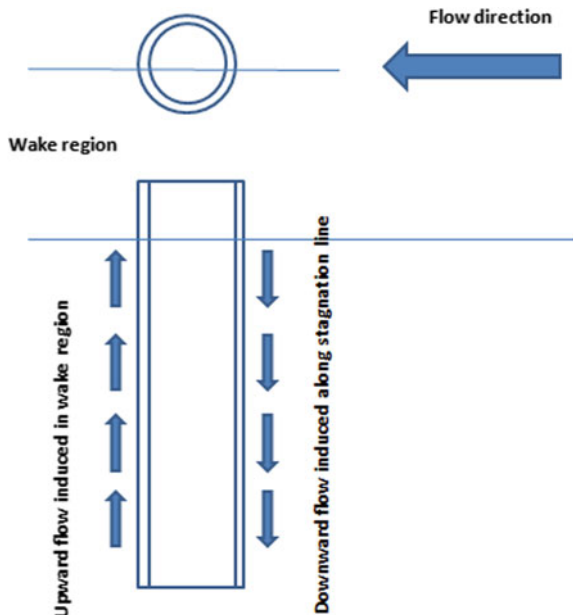 Flow direction
Wake region
Upward flow induced in wake region
Downward flow induced along stagnation line